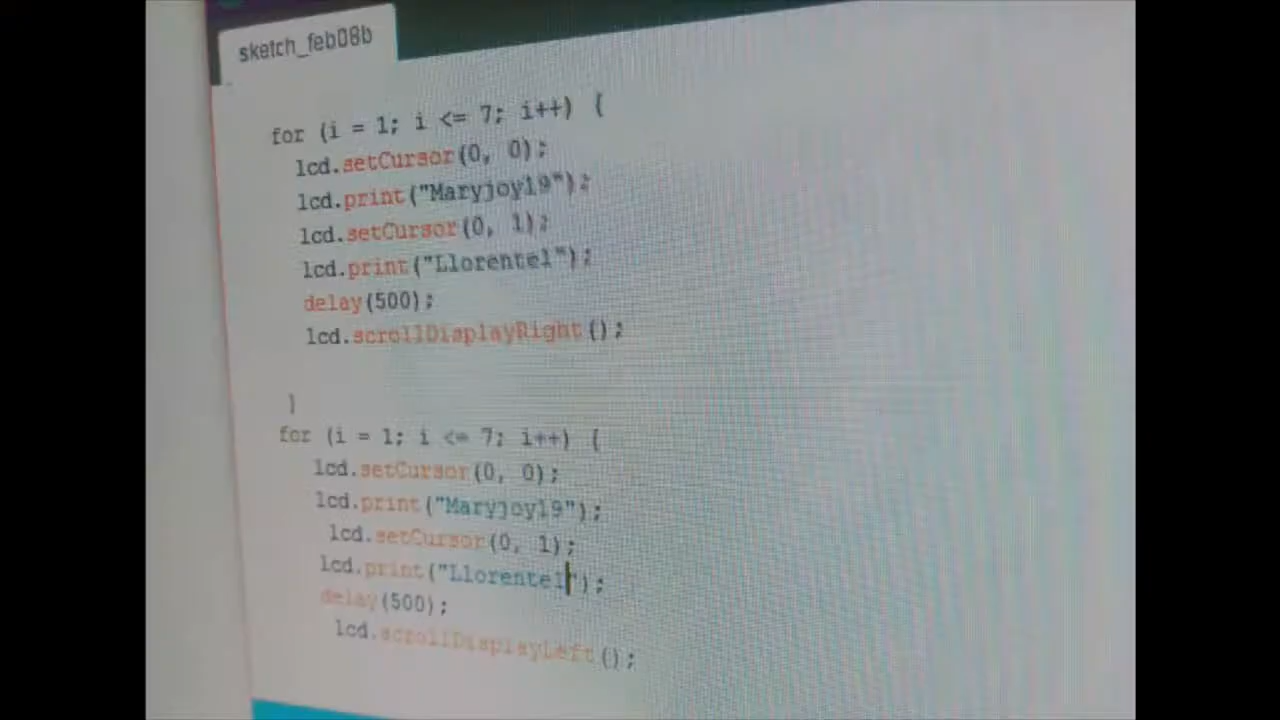 sketch_feb08b
for (i = 1; i <= 7; i++) {
lcd.setCursor(0, 0);
lcd.print("Maryjoy19");
lcd.setCursor(0, 1);
lcd.print("Llorente1");
delay(500);
lcd.scrollDisplayRight();
}
for (i = 1; i <= 7; i++) {
lcd.setCursor(0, 0);
lcd.print("Maryjoy19");
lcd.setCursor(0, 1);
lcd.print("Llorente1");
delay(500);
lcd.scrollDisplayLeft();